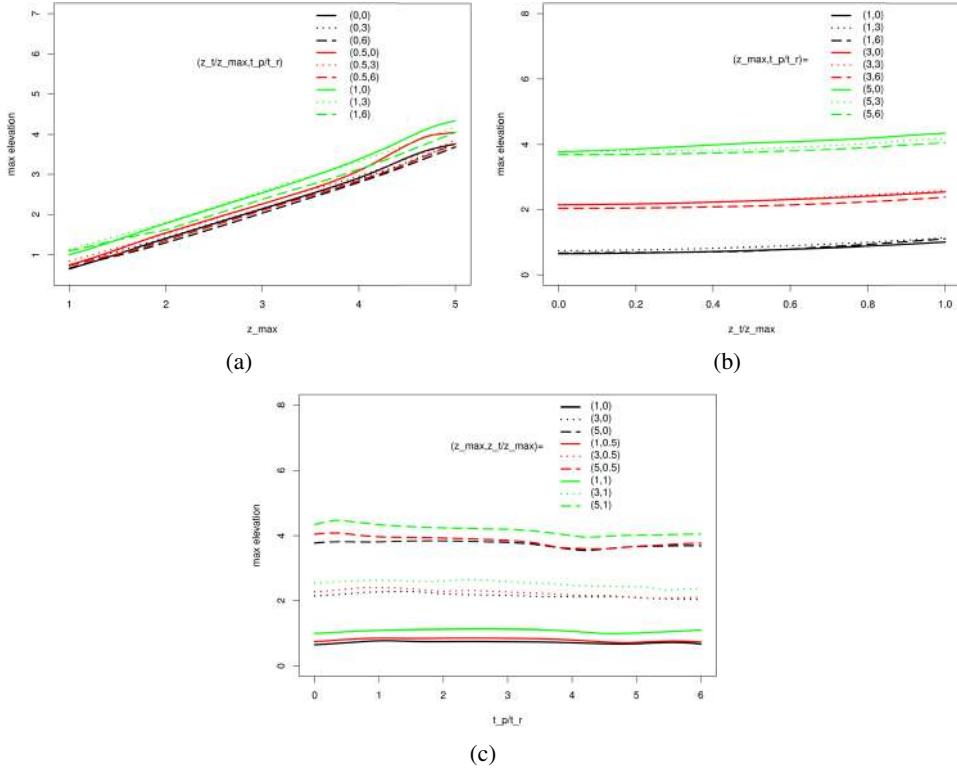 7
6
5
4
3
2
1
max elevation
(z_t/z_max,t_p/t_r)
(0,0)
(0,3)
(0,6)
(0.5,0)
(0.5,3)
(0.5,6)
(1,0)
(1,3)
(1,6)
1 2 3 4 5
z_max
(a)
8
6
4
2
0
max elevation
(z_max,t_p/t_r)=
(1,0)
(1,3)
(1,6)
(3,0)
(3,3)
(3,6)
(5,0)
(5,3)
(5,6)
0.0 0.2 0.4 0.6 0.8 1.0
z_t/z_max
(b)
8
6
4
2
0
max elevation
(z_max,z_t/z_max)=
(1,0)
(3,0)
(5,0)
(1,0.5)
(3,0.5)
(5,0.5)
(1,1)
(3,1)
(5,1)
0 1 2 3 4 5 6
t_p/t_r
(c)